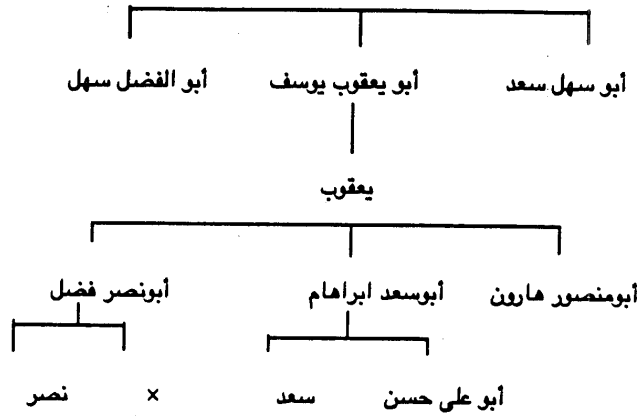 أبو سهل سعد أبو يعقوب يوسف أبو الفضل سهل
يعقوب
أبومنصور هارون أبوسعد ابراهام أبونصر فضل
أبو على حسن سعد × نصر